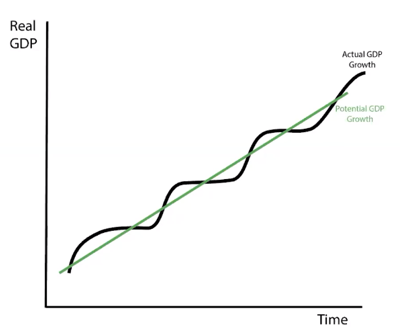 Real
GDP
Actual GDP
Growth
Potential GDP
Growth
Time